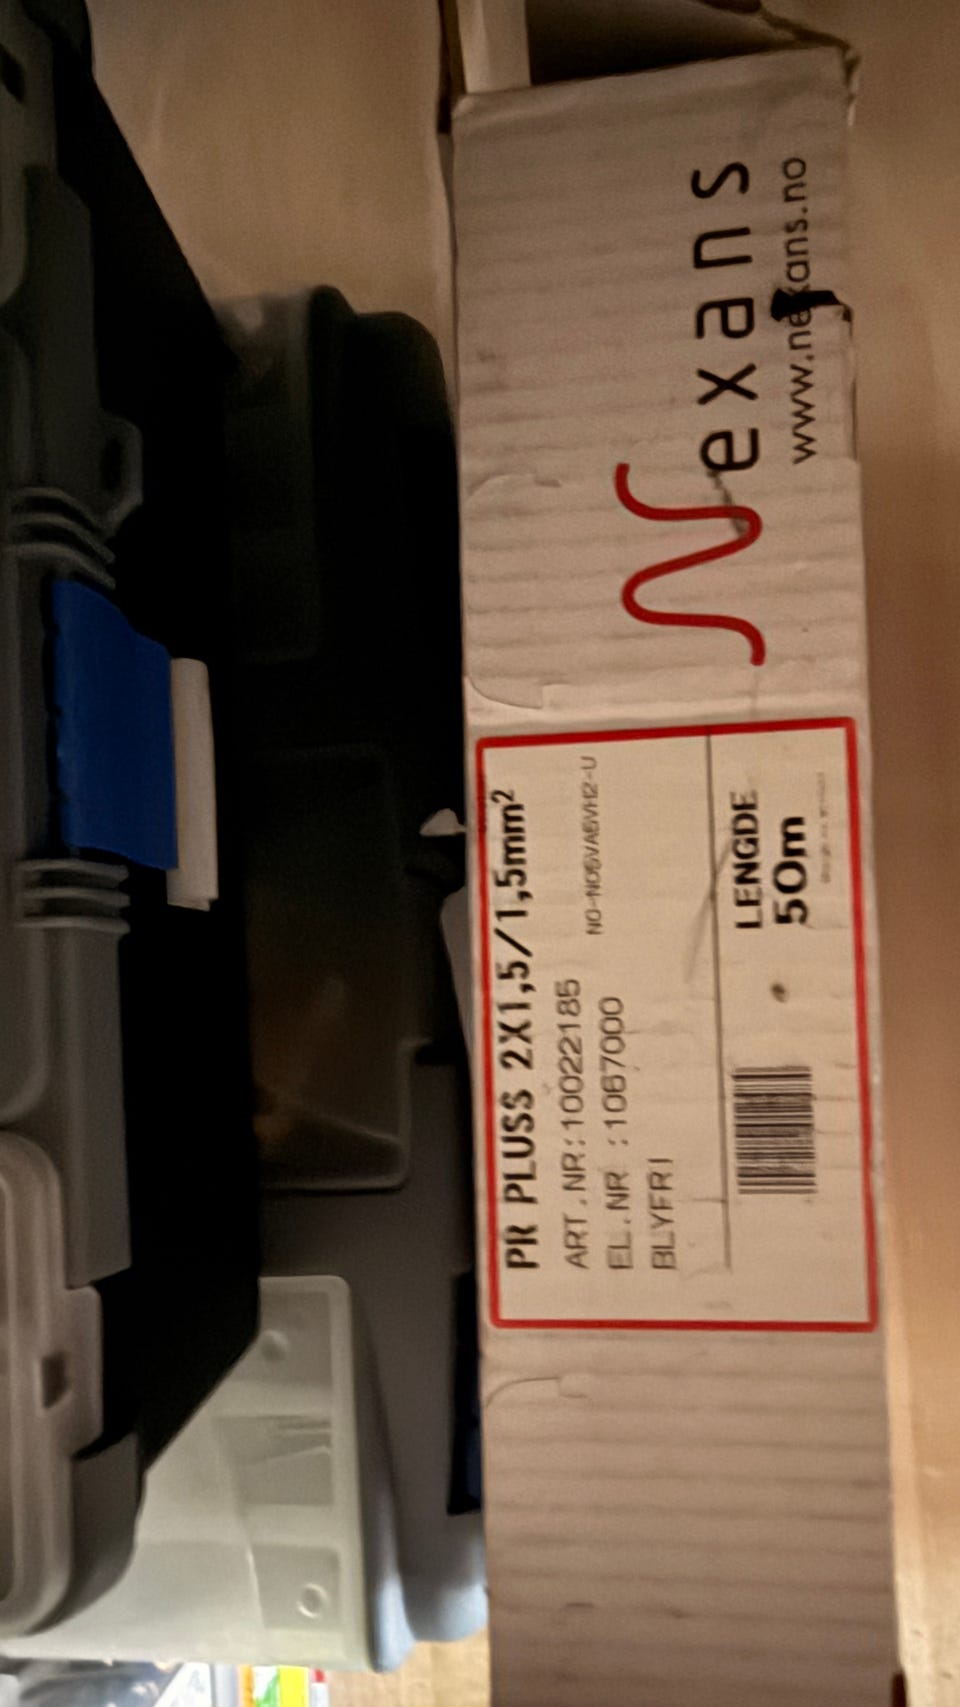 nexans
www.nexans.no
PR PLUSS 2X1,5/1,5mm²
ART.NR:10022185
NO-N05VA5VH2-U
EL.NR :1067000
BLYFRI
LENGDE
50m